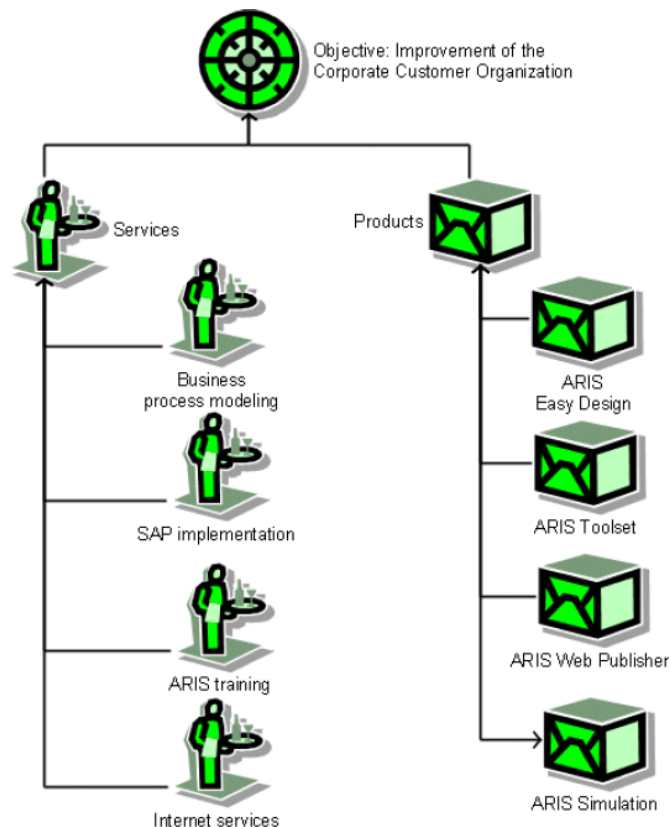 Objective: Improvement of the
Corporate Customer Organization
Services
Business
process modeling
SAP implementation
ARIS training
Internet services
Products
ARIS
Easy Design
ARIS Toolset
ARIS Web Publisher
ARIS Simulation